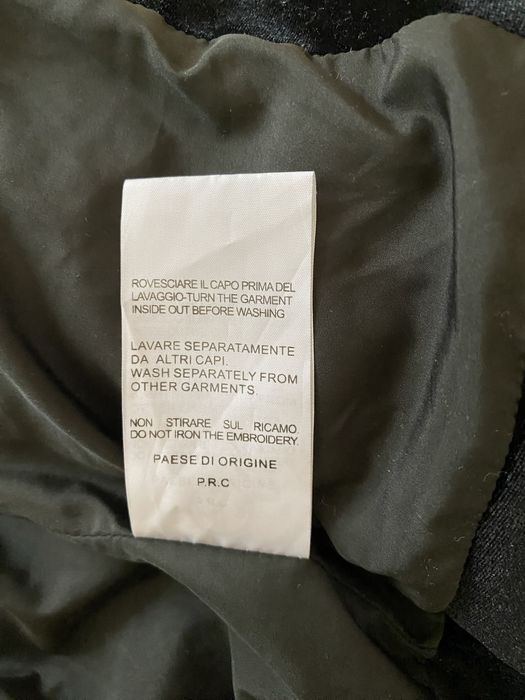 ROVESCIARE IL CAPO PRIMA DEL
LAVAGGIO-TURN THE GARMENT
INSIDE OUT BEFORE WASHING
LAVARE SEPARATAMENTE
DA ALTRI CAPI.
WASH SEPARATELY FROM
OTHER GARMENTS.
NON STIRARE SUL RICAMO
DO NOT IRON THE EMBROIDERY.
PAESE DI ORIGINE
P.R.C